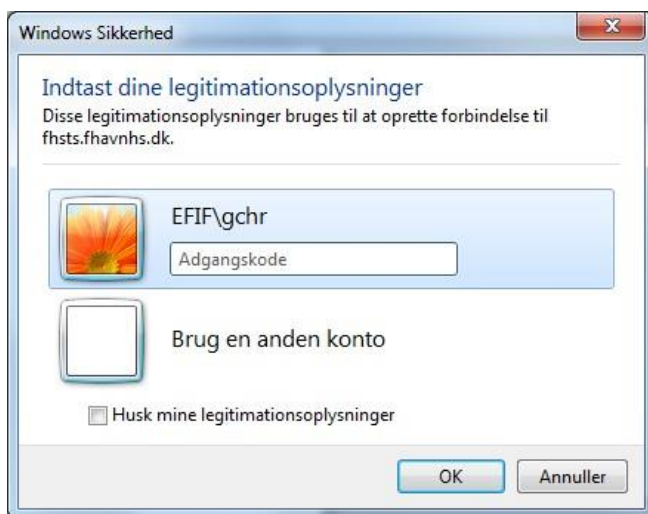 Windows Sikkerhed
Indtast dine legitimationsoplysninger
Disse legitimationsoplysninger bruges til at oprette forbindelse til
fhsts.fhavnhs.dk.
EFIF\gchr
Adgangskode
Brug en anden konto
Husk mine legitimationsoplysninger
OK
Annuller